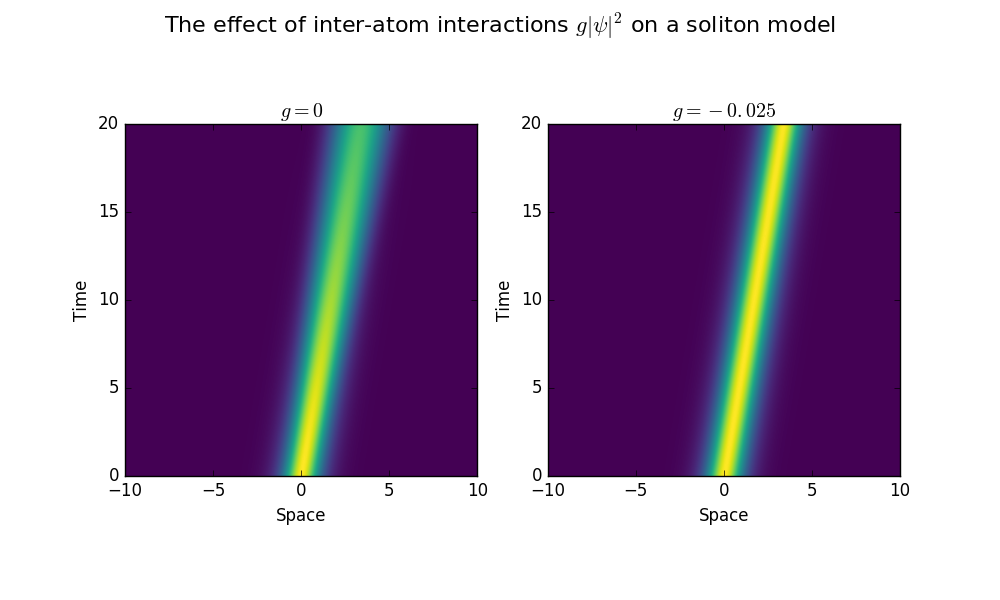 The effect of inter-atom interactions g|ψ|² on a soliton model
g = 0
20
15
10
5
0
Time
−10 −5 0 5 10
Space
g = −0.025
20
15
10
5
0
Time
−10 −5 0 5 10
Space